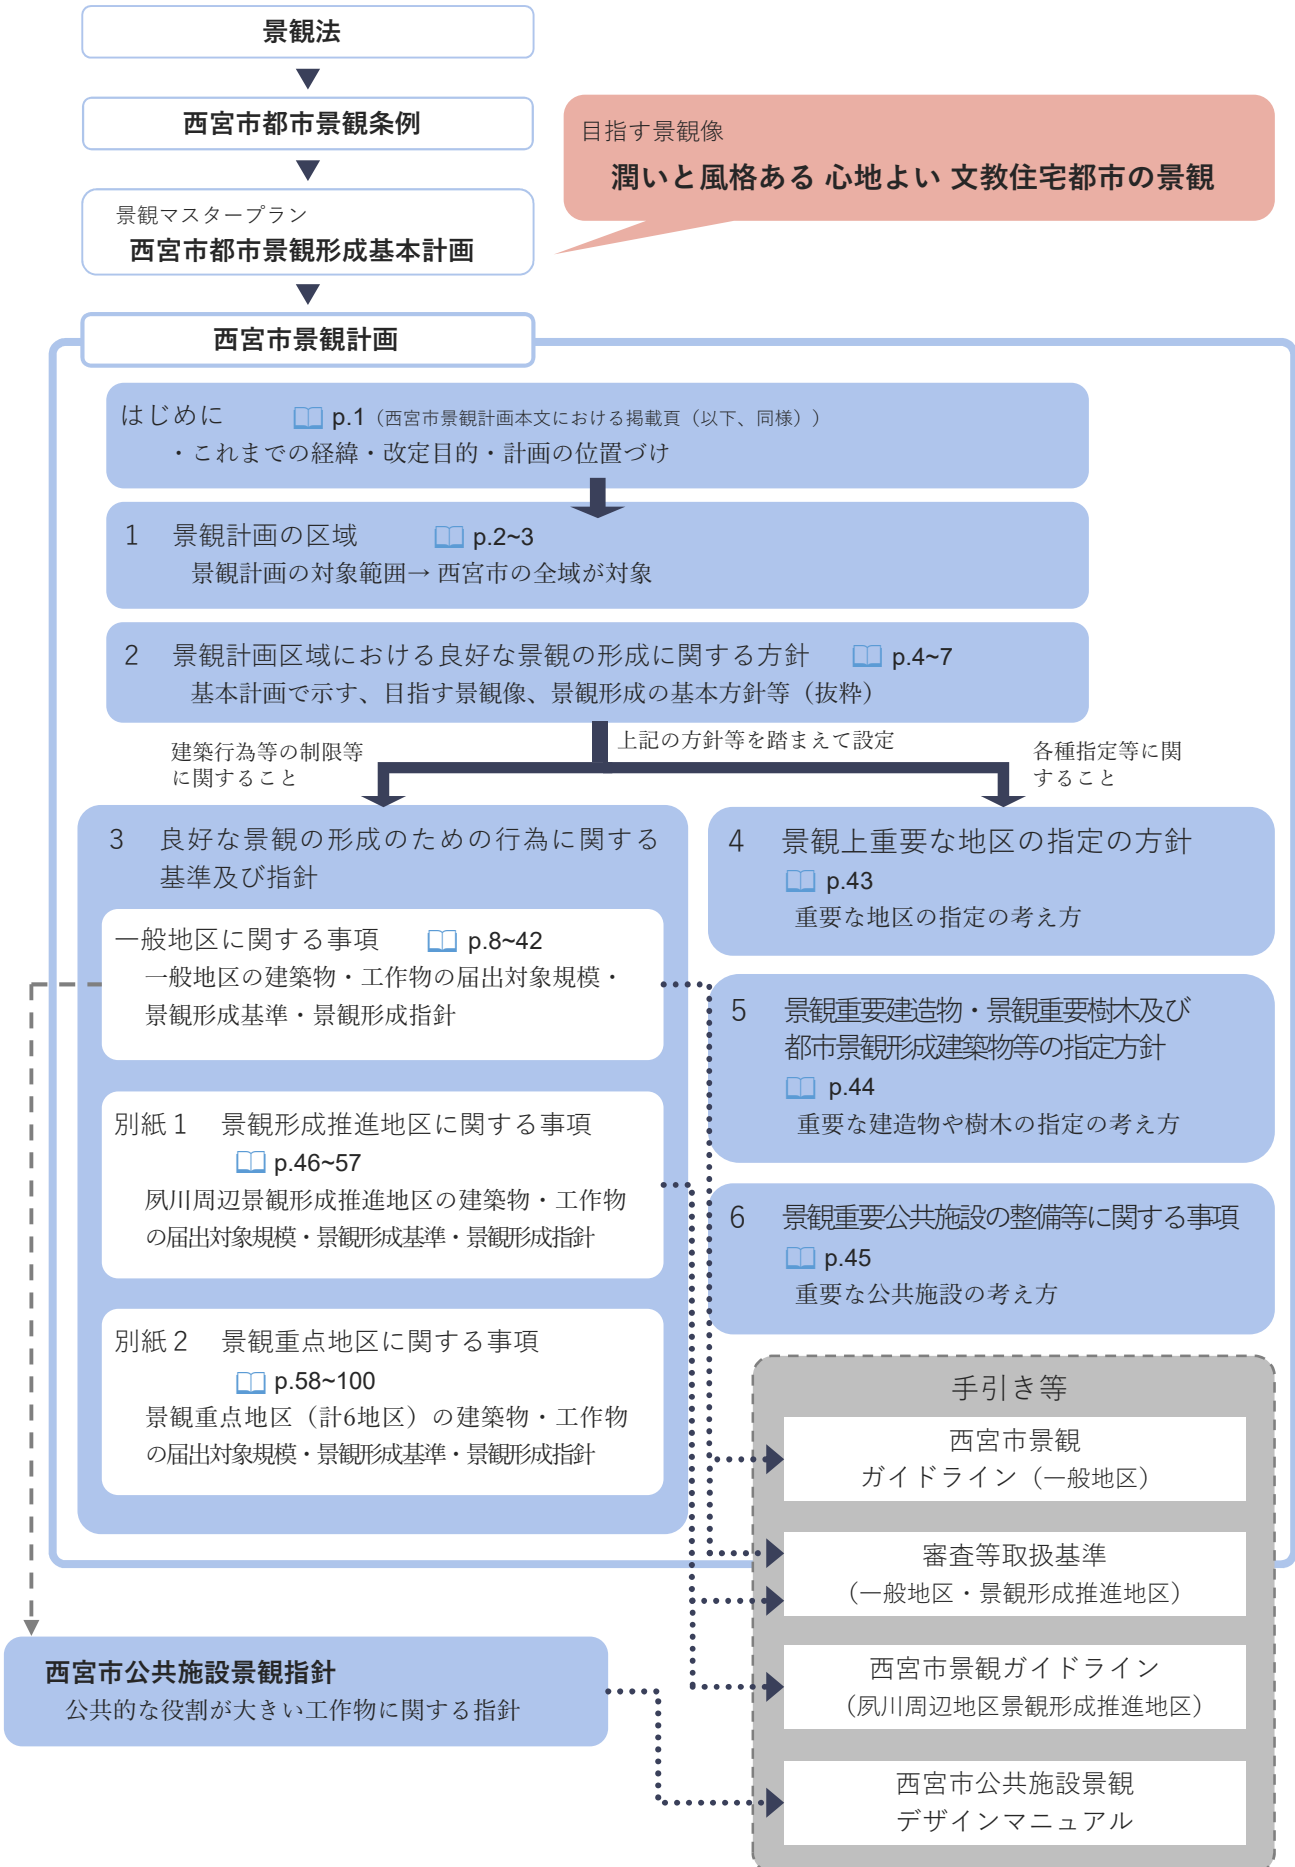 景観法
西宮市都市景観条例
目指す景観像
潤いと風格ある 心地よい 文教住宅都市の景観
景観マスタープラン
西宮市都市景観形成基本計画
西宮市景観計画
はじめに p.1（西宮市景観計画本文における掲載頁（以下、同様））
・これまでの経緯・改定目的・計画の位置づけ
1 景観計画の区域 p.2~3
景観計画の対象範囲→ 西宮市の全域が対象
2 景観計画区域における良好な景観の形成に関する方針 p.4~7
基本計画で示す、目指す景観像、景観形成の基本方針等（抜粋）
上記の方針等を踏まえて設定
建築行為等の制限等
に関すること
各種指定等に関
すること
3 良好な景観の形成のための行為に関する
基準及び指針
一般地区に関する事項 p.8~42
一般地区の建築物・工作物の届出対象規模・
景観形成基準・景観形成指針
別紙１ 景観形成推進地区に関する事項
p.46~57
夙川周辺景観形成推進地区の建築物・工作物
の届出対象規模・景観形成基準・景観形成指針
別紙２ 景観重点地区に関する事項
p.58~100
景観重点地区（計6地区）の建築物・工作物
の届出対象規模・景観形成基準・景観形成指針
4 景観上重要な地区の指定の方針
p.43
重要な地区の指定の考え方
5 景観重要建造物・景観重要樹木及び
都市景観形成建築物等の指定方針
p.44
重要な建造物や樹木の指定の考え方
6 景観重要公共施設の整備等に関する事項
p.45
重要な公共施設の考え方
手引き等
西宮市景観
ガイドライン（一般地区）
審査等取扱基準
（一般地区・景観形成推進地区）
西宮市景観ガイドライン
（夙川周辺地区景観形成推進地区）
西宮市公共施設景観
デザインマニュアル
西宮市公共施設景観指針
公共的な役割が大きい工作物に関する指針